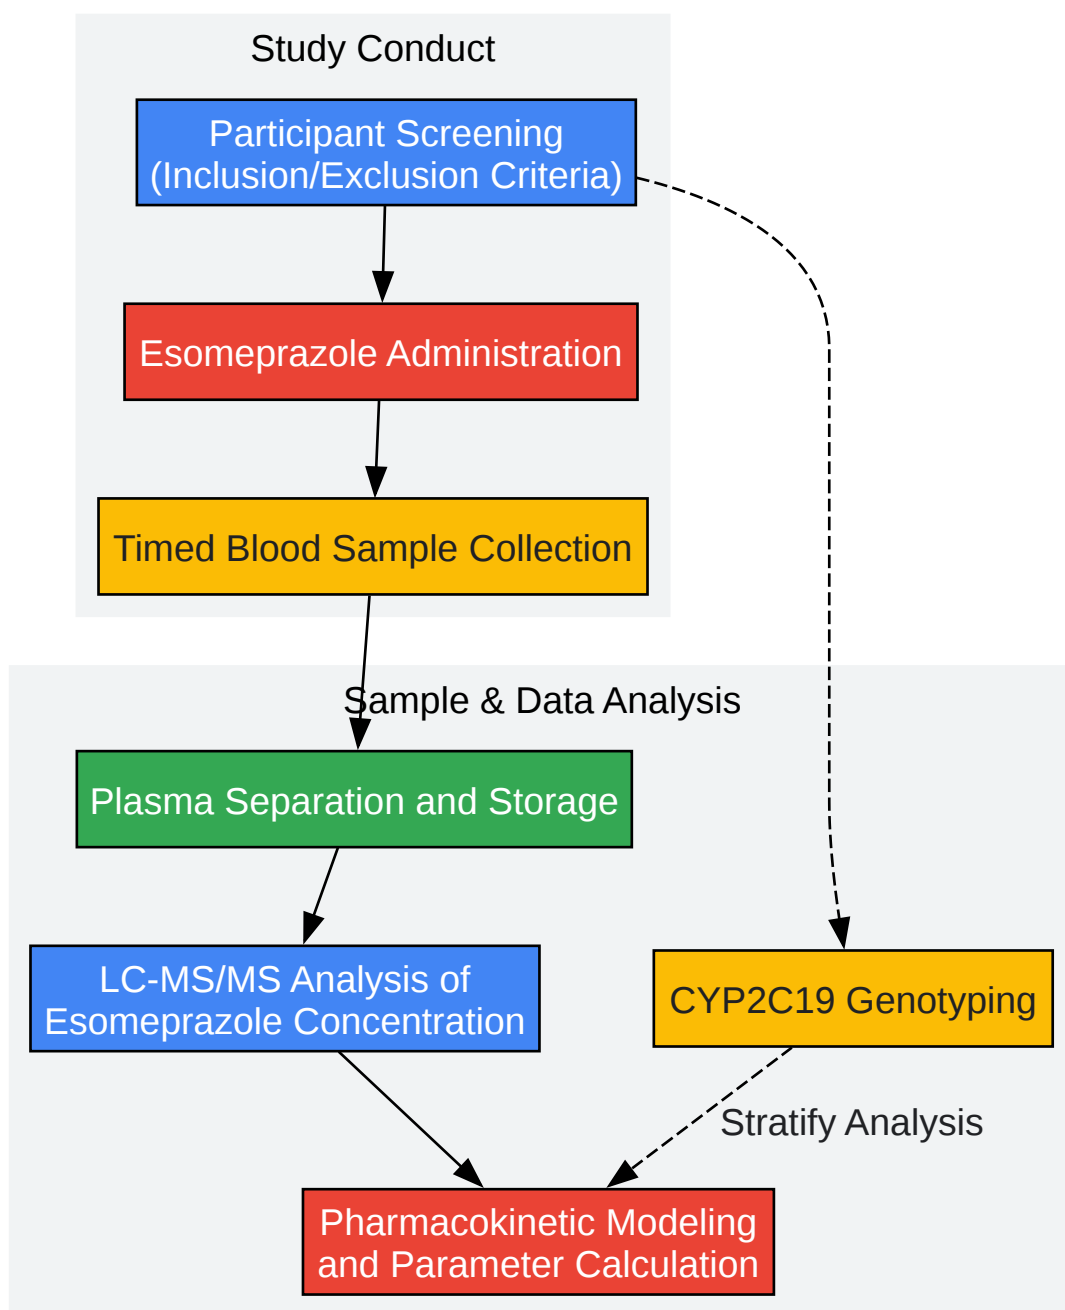 Study Conduct
Participant Screening
(Inclusion/Exclusion Criteria)
Esomeprazole Administration
Timed Blood Sample Collection
Sample & Data Analysis
Plasma Separation and Storage
LC-MS/MS Analysis of
Esomeprazole Concentration
CYP2C19 Genotyping
Stratify Analysis
Pharmacokinetic Modeling
and Parameter Calculation